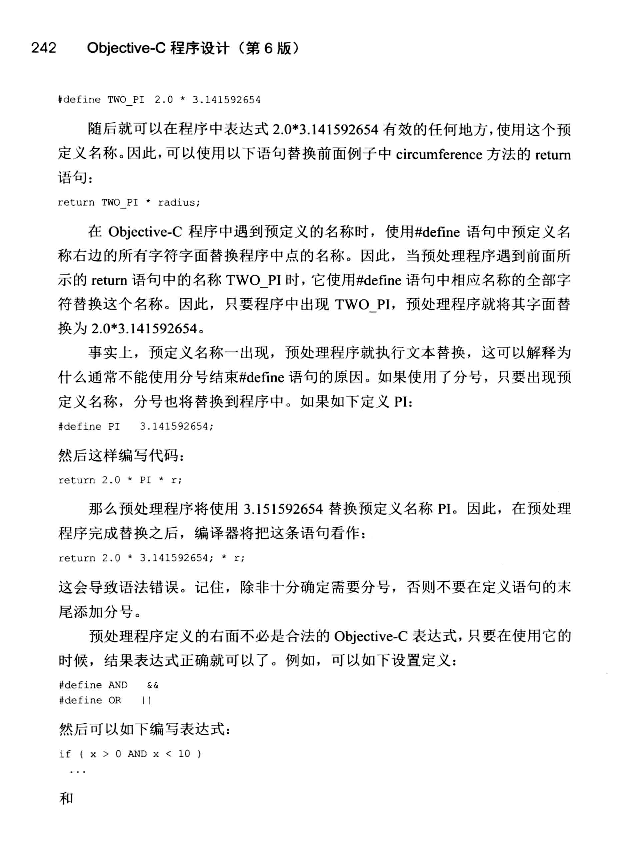 242 Objective-C 程序设计（第 6 版）
#define TWO_PI 2.0 * 3.141592654
随后就可以在程序中表达式 2.0*3.141592654 有效的任何地方，使用这个预
定义名称。因此，可以使用以下语句替换前面例子中 circumference 方法的 return
语句：
return TWO_PI * radius;
在 Objective-C 程序中遇到预定义的名称时，使用#define 语句中预定义名
称右边的所有字符字面替换程序中点的名称。因此，当预处理程序遇到前面所
示的 return 语句中的名称 TWO_PI 时，它使用#define 语句中相应名称的全部字
符替换这个名称。因此，只要程序中出现 TWO_PI，预处理程序就将其字面替
换为 2.0*3.141592654。
事实上，预定义名称一出现，预处理程序就执行文本替换，这可以解释为
什么通常不能使用分号结束#define 语句的原因。如果使用了分号，只要出现预
定义名称，分号也将替换到程序中。如果如下定义 PI：
#define PI 3.141592654;
然后这样编写代码：
return 2.0 * PI * r;
那么预处理程序将使用 3.151592654 替换预定义名称 PI。因此，在预处理
程序完成替换之后，编译器将把这条语句看作：
return 2.0 * 3.141592654; * r;
这会导致语法错误。记住，除非十分确定需要分号，否则不要在定义语句的末
尾添加分号。
预处理程序定义的右面不必是合法的 Objective-C 表达式，只要在使用它的
时候，结果表达式正确就可以了。例如，可以如下设置定义：
#define AND &&
#define OR ||
然后可以如下编写表达式：
if ( x > 0 AND x < 10 )
...
和